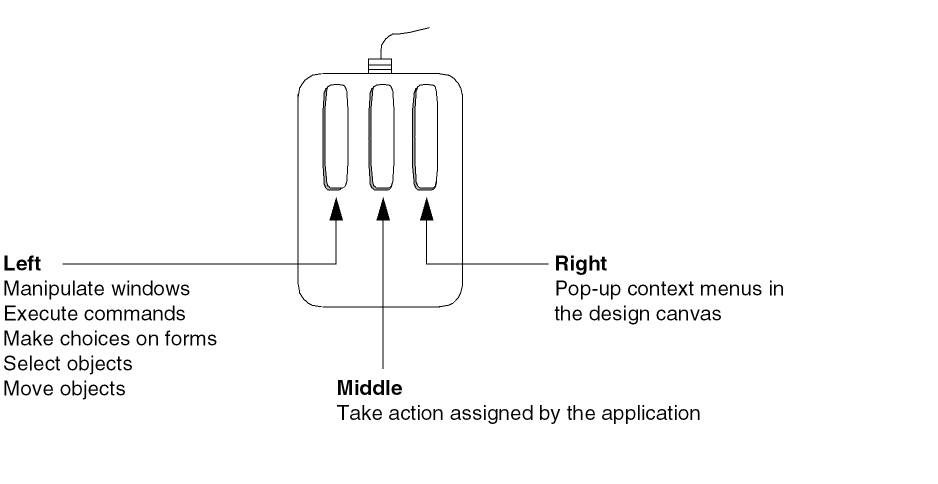 Left
Manipulate windows
Execute commands
Make choices on forms
Select objects
Move objects
Middle
Take action assigned by the application
Right
Pop-up context menus in
the design canvas